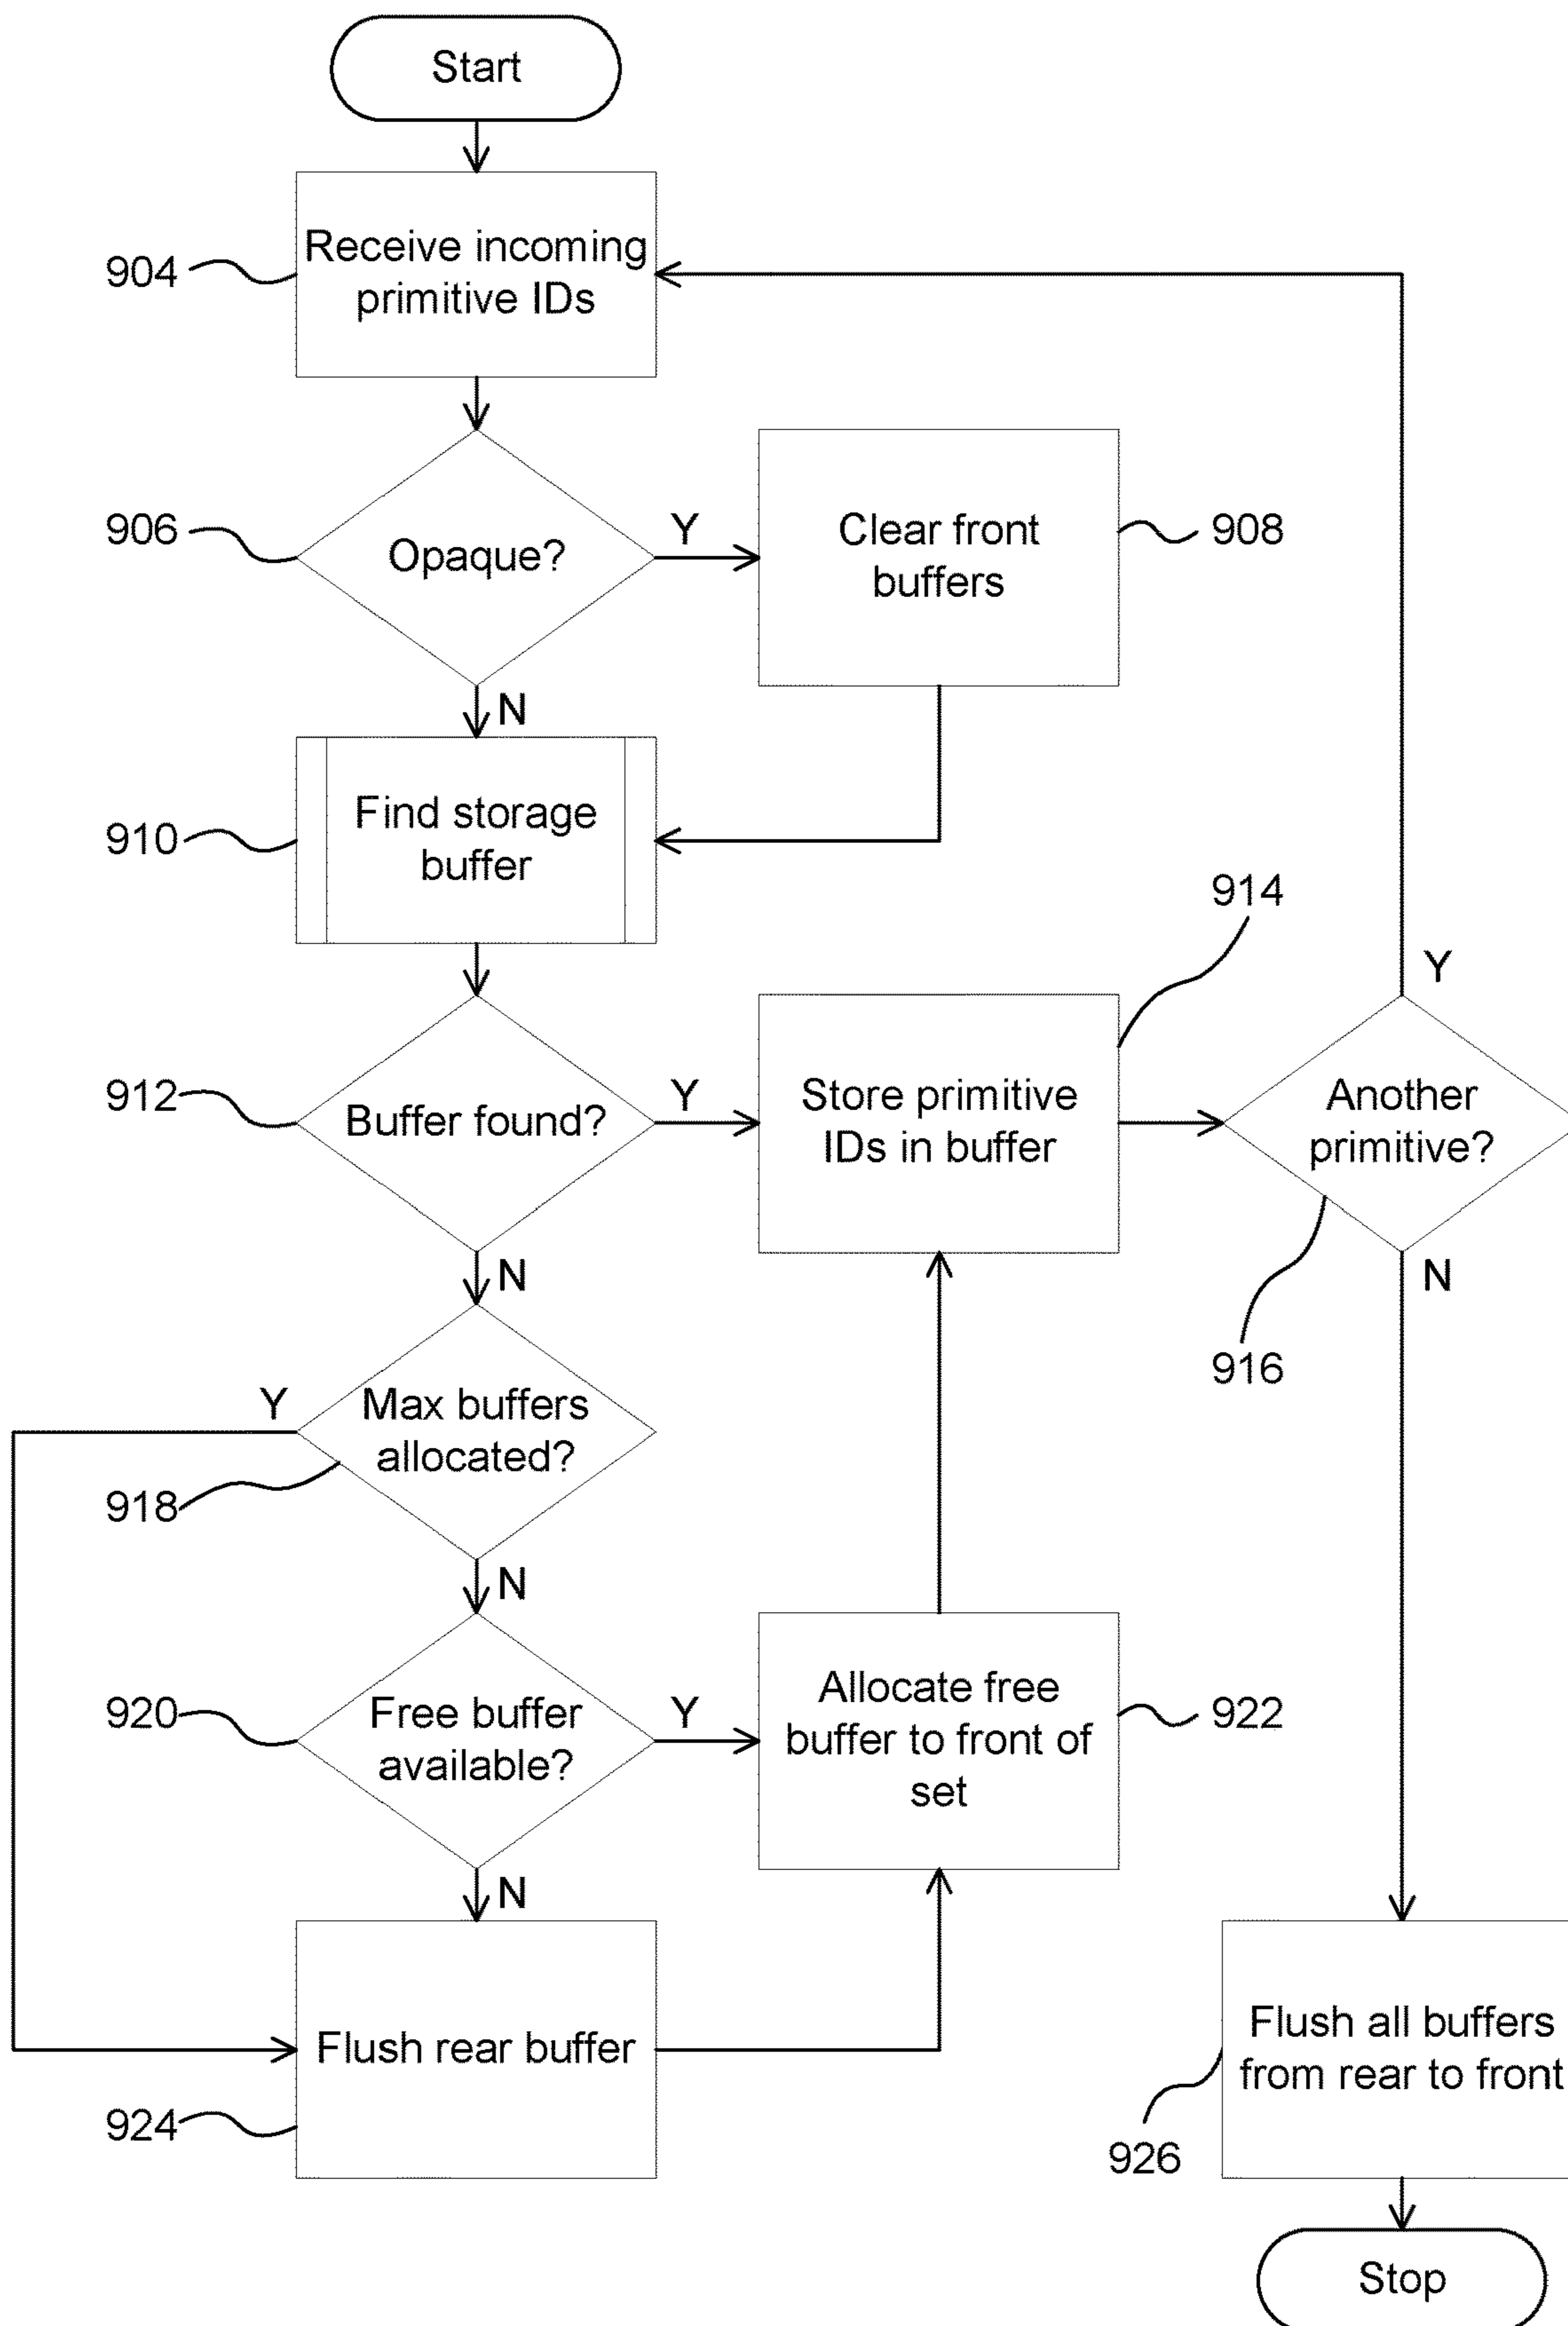 Start
904
Receive incoming
primitive IDs
906
Opaque?
Y
Clear front
buffers
908
N
910
Find storage
buffer
914
912
Buffer found?
Y
Store primitive
IDs in buffer
Y
Another
primitive?
N
N
916
Y
Max buffers
allocated?
918
N
920
Free buffer
available?
Y
Allocate free
buffer to front of
set
922
N
Flush rear buffer
924
Flush all buffers
from rear to front
926
Stop